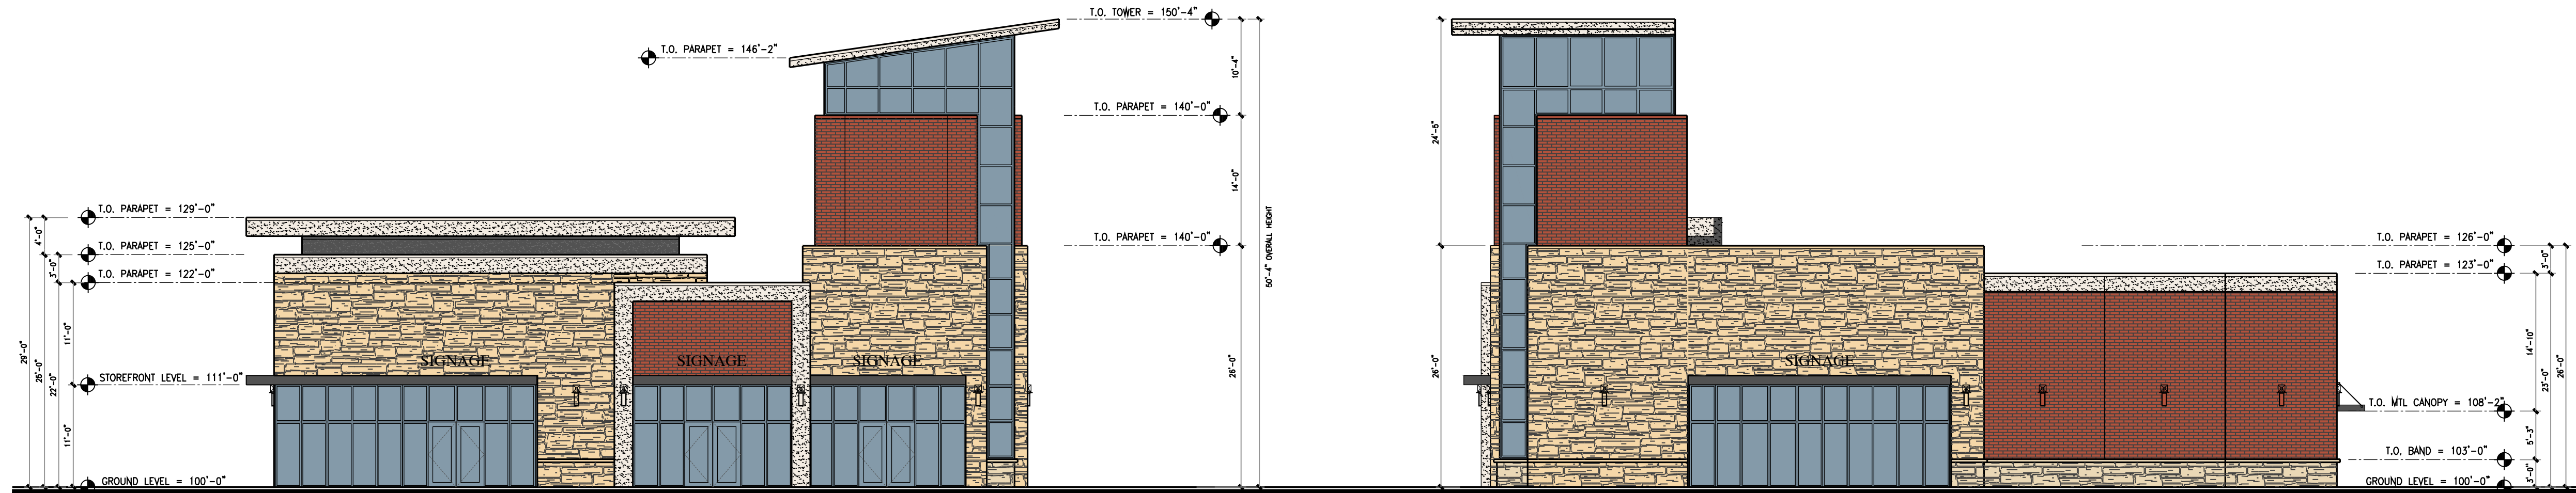 T.O. TOWER = 150'-4"
T.O. PARAPET = 146'-2"
10'-4"
T.O. PARAPET = 140'-0"
14'-0"
50'-4" OVERALL HEIGHT
T.O. PARAPET = 140'-0"
26'-0"
T.O. PARAPET = 129'-0"
4'-0"
T.O. PARAPET = 125'-0"
3'-0"
T.O. PARAPET = 122'-0"
11'-0"
29'-0"
25'-0"
22'-0"
STOREFRONT LEVEL = 111'-0"
11'-0"
GROUND LEVEL = 100'-0"
SIGNAGE
SIGNAGE
SIGNAGE
24'-5"
26'-0"
SIGNAGE
T.O. PARAPET = 126'-0"
3'-0"
T.O. PARAPET = 123'-0"
14'-10"
23'-0"
26'-0"
T.O. MTL CANOPY = 108'-2"
5'-3"
T.O. BAND = 103'-0"
3'-0"
GROUND LEVEL = 100'-0"